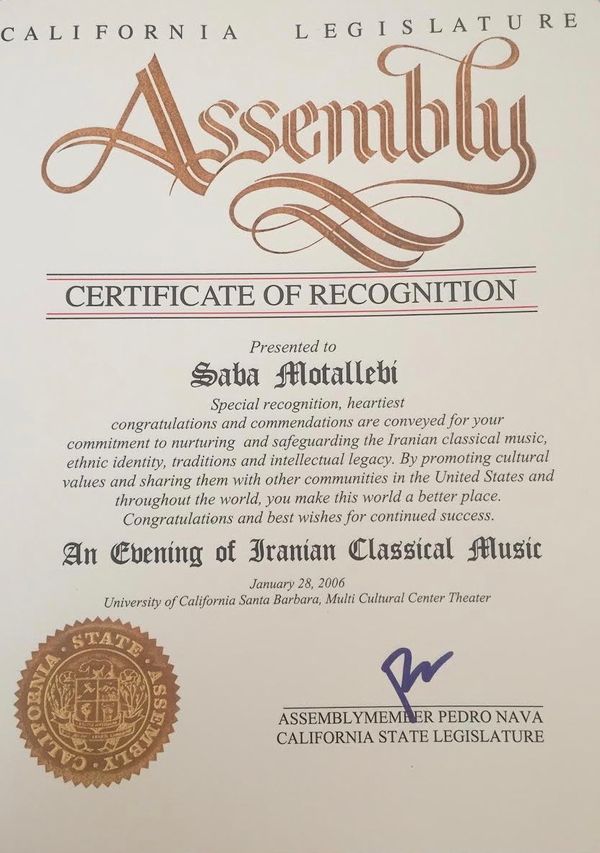 CALIFORNIA LEGISLATURE
Assembly
CERTIFICATE OF RECOGNITION
Presented to
Saba Motallebi
Special recognition, heartiest
congratulations and commendations are conveyed for your
commitment to nurturing and safeguarding the Iranian classical music,
ethnic identity, traditions and intellectual legacy. By promoting cultural
values and sharing them with other communities in the United States and
throughout the world, you make this world a better place.
Congratulations and best wishes for continued success.
An Evening of Iranian Classical Music
January 28, 2006
University of California Santa Barbara, Multi Cultural Center Theater
CALIFORNIA · STATE · ASSEMBLY
ASSEMBLYMEMBER PEDRO NAVA
CALIFORNIA STATE LEGISLATURE